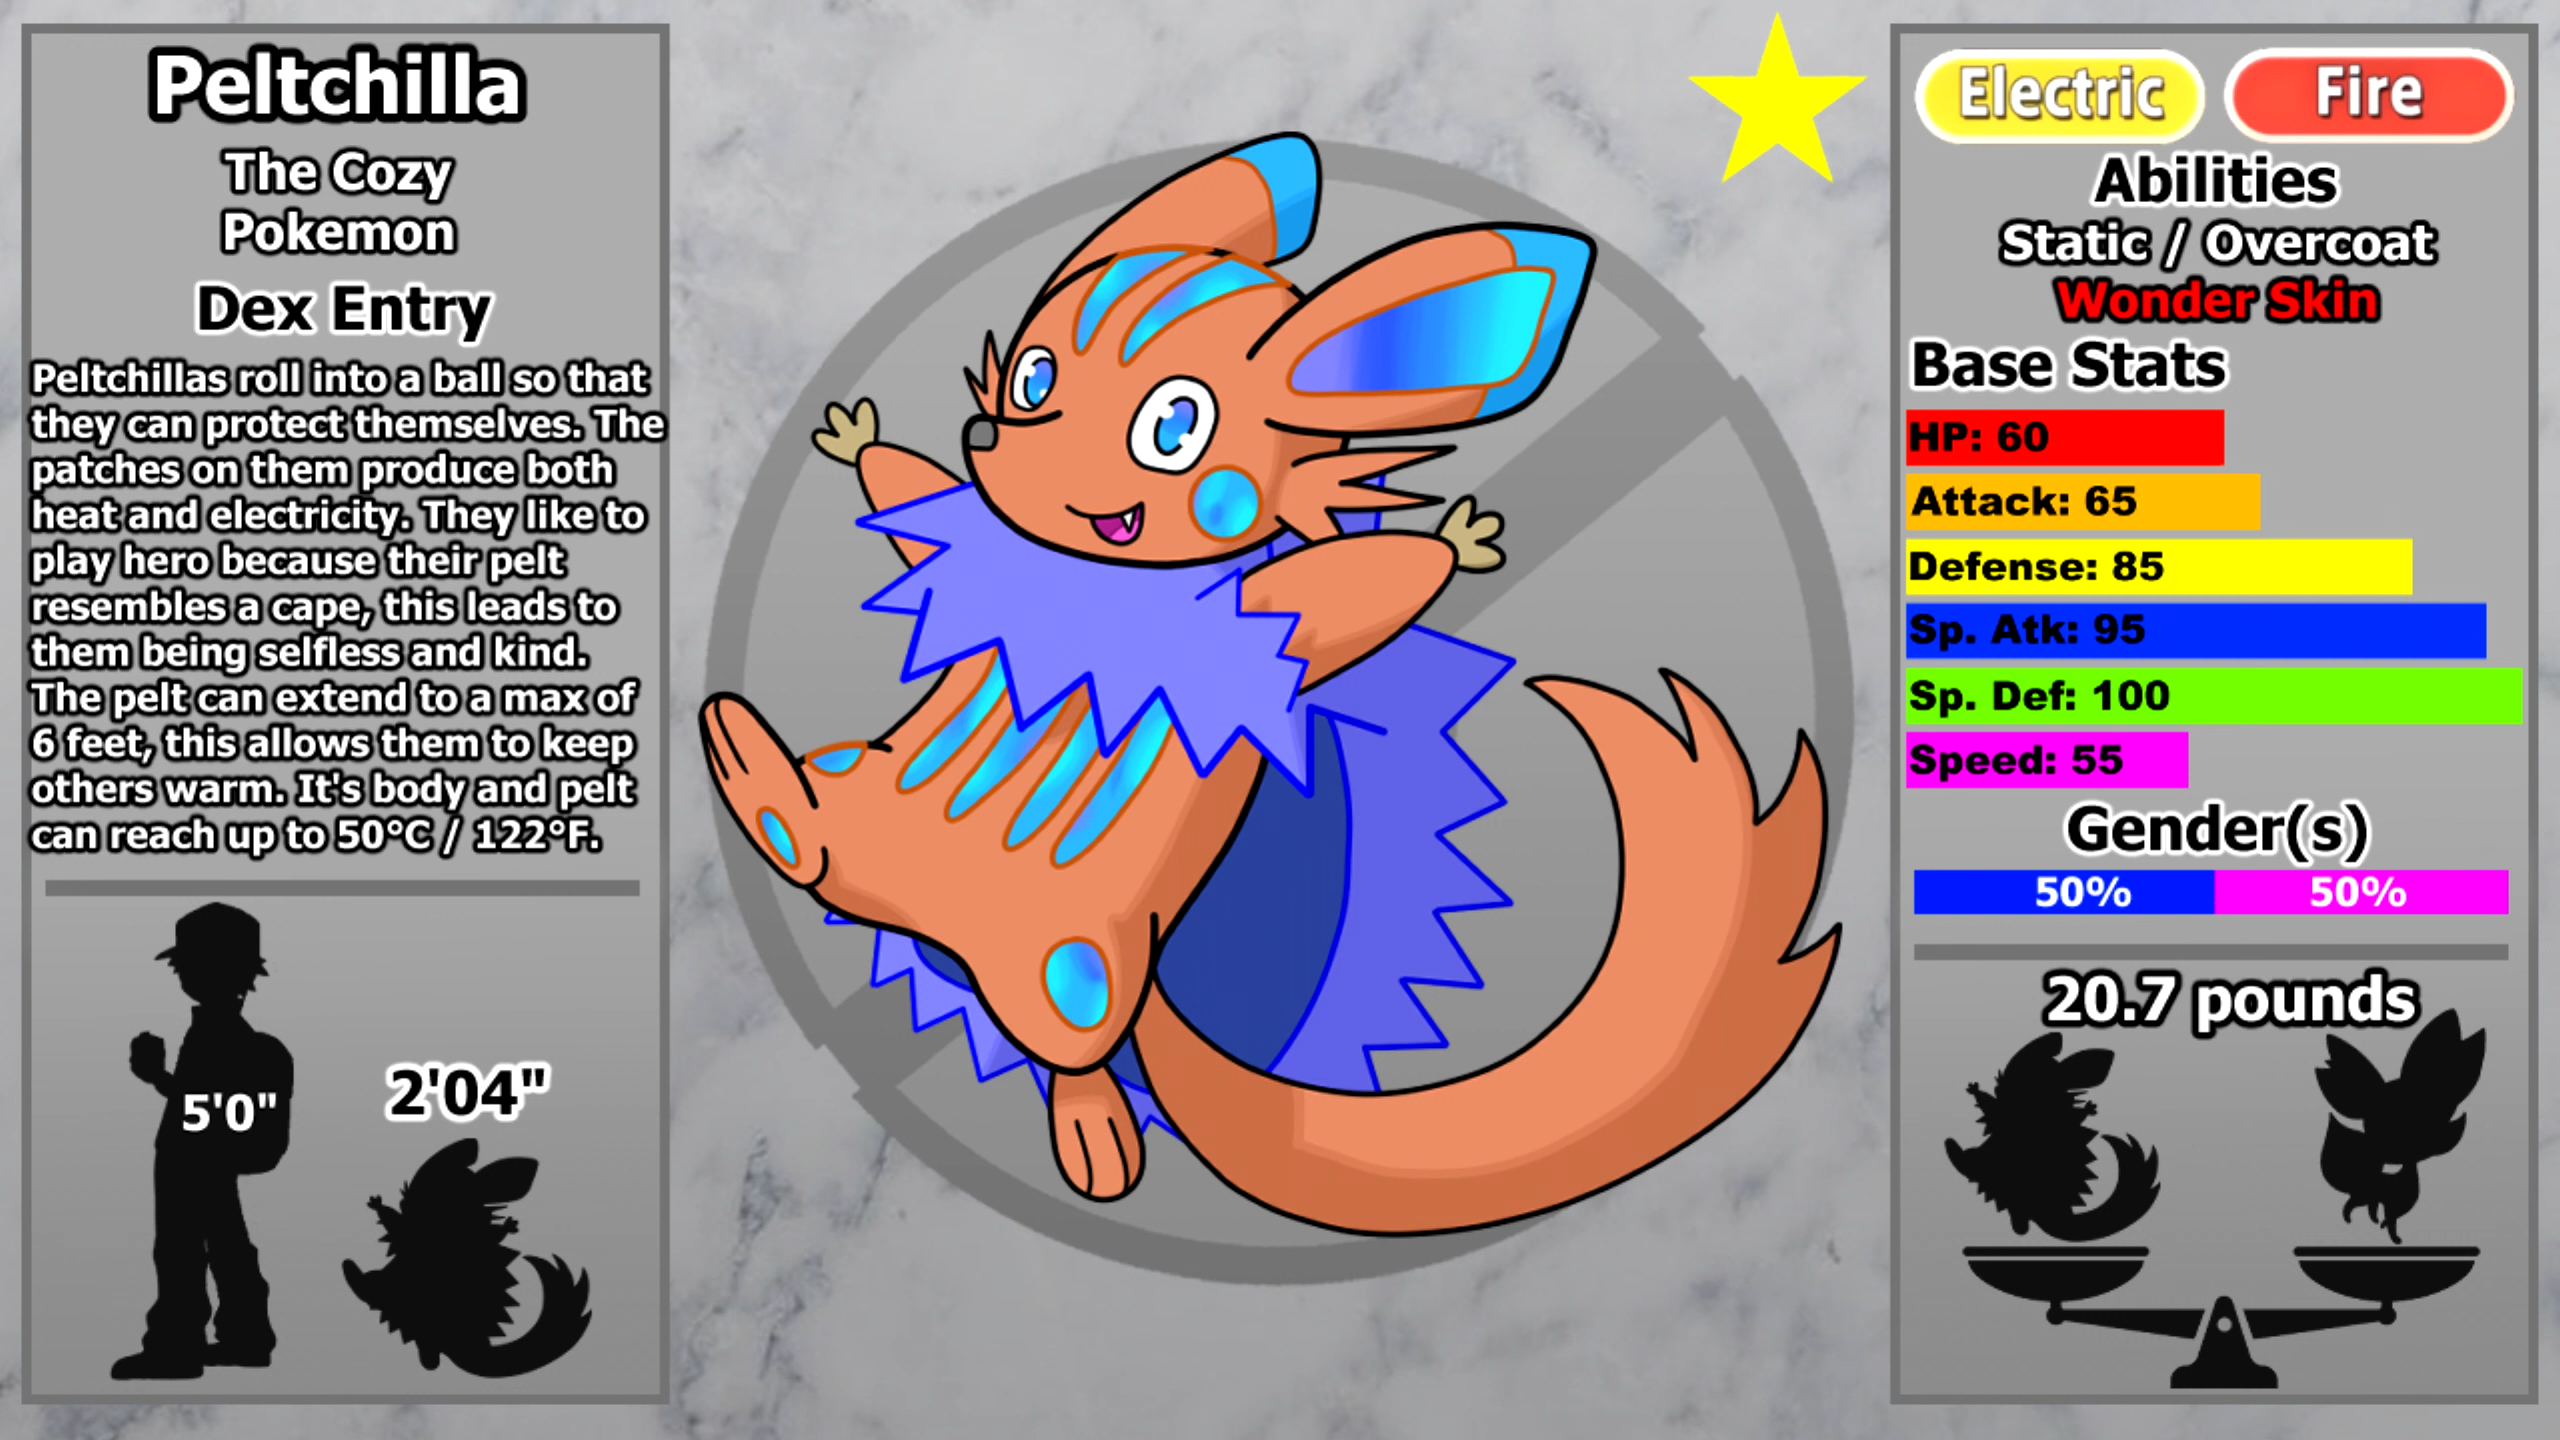 Peltchilla
The Cozy
Pokemon
Dex Entry
Peltchillas roll into a ball so that
they can protect themselves. The
patches on them produce both
heat and electricity. They like to
play hero because their pelt
resembles a cape, this leads to
them being selfless and kind.
The pelt can extend to a max of
6 feet, this allows them to keep
others warm. It's body and pelt
can reach up to 50°C / 122°F.
5'0"
2'04"
Electric
Fire
Abilities
Static / Overcoat
Wonder Skin
Base Stats
HP: 60
Attack: 65
Defense: 85
Sp. Atk: 95
Sp. Def: 100
Speed: 55
Gender(s)
50%
50%
20.7 pounds